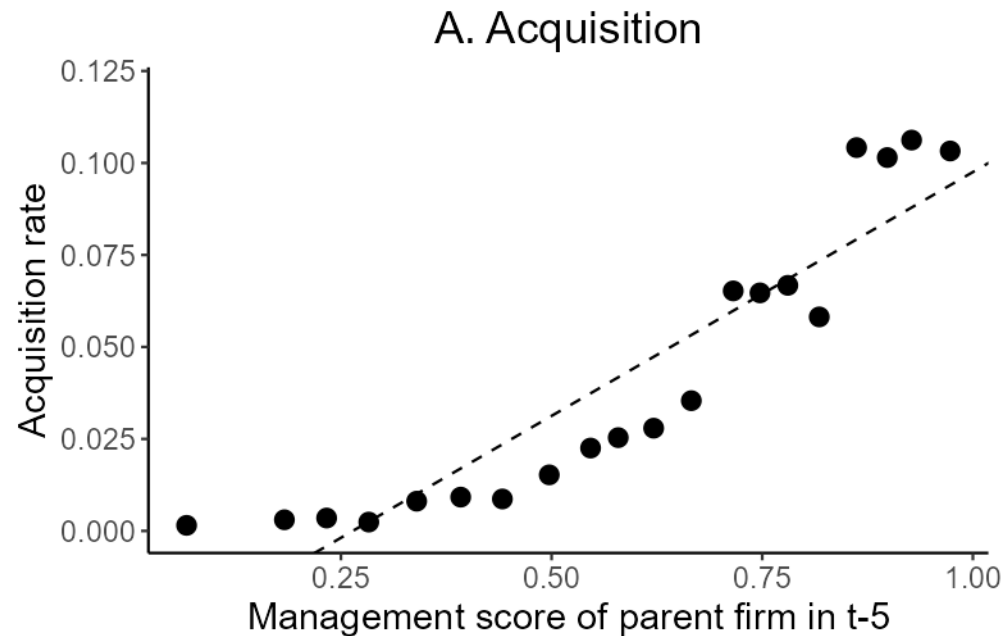 A. Acquisition
0.125
0.100
0.075
0.050
0.025
0.000
Acquisition rate
0.25 0.50 0.75 1.00
Management score of parent firm in t-5